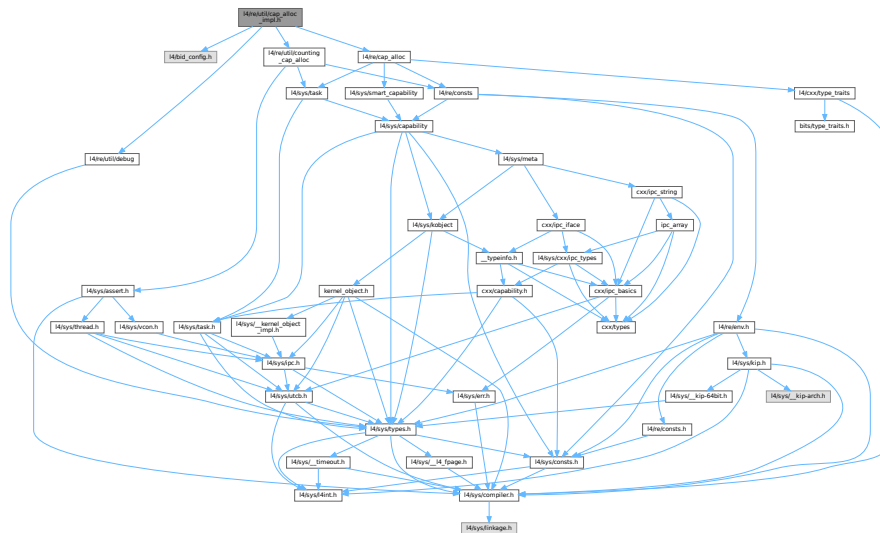 l4/re/util/cap_alloc
_impl.h
l4/bid_config.h
l4/re/util/counting
_cap_alloc
l4/re/cap_alloc
l4/sys/task
l4/sys/smart_capability
l4/re/consts
l4/cxx/type_traits
l4/sys/capability
bits/type_traits.h
l4/re/util/debug
l4/sys/meta
cxx/ipc_string
l4/sys/kobject
cxx/ipc_iface
ipc_array
__typeinfo.h
l4/sys/cxx/ipc_types
l4/sys/assert.h
kernel_object.h
cxx/capability.h
cxx/ipc_basics
l4/sys/thread.h
l4/sys/vcon.h
l4/sys/task.h
l4/sys/__kernel_object
_impl.h
cxx/types
l4/re/env.h
l4/sys/ipc.h
l4/sys/kip.h
l4/sys/utcb.h
l4/sys/err.h
l4/sys/__kip-64bit.h
l4/sys/__kip-arch.h
l4/sys/types.h
l4/re/consts.h
l4/sys/__timeout.h
l4/sys/__l4_fpage.h
l4/sys/consts.h
l4/sys/l4int.h
l4/sys/compiler.h
l4/sys/linkage.h